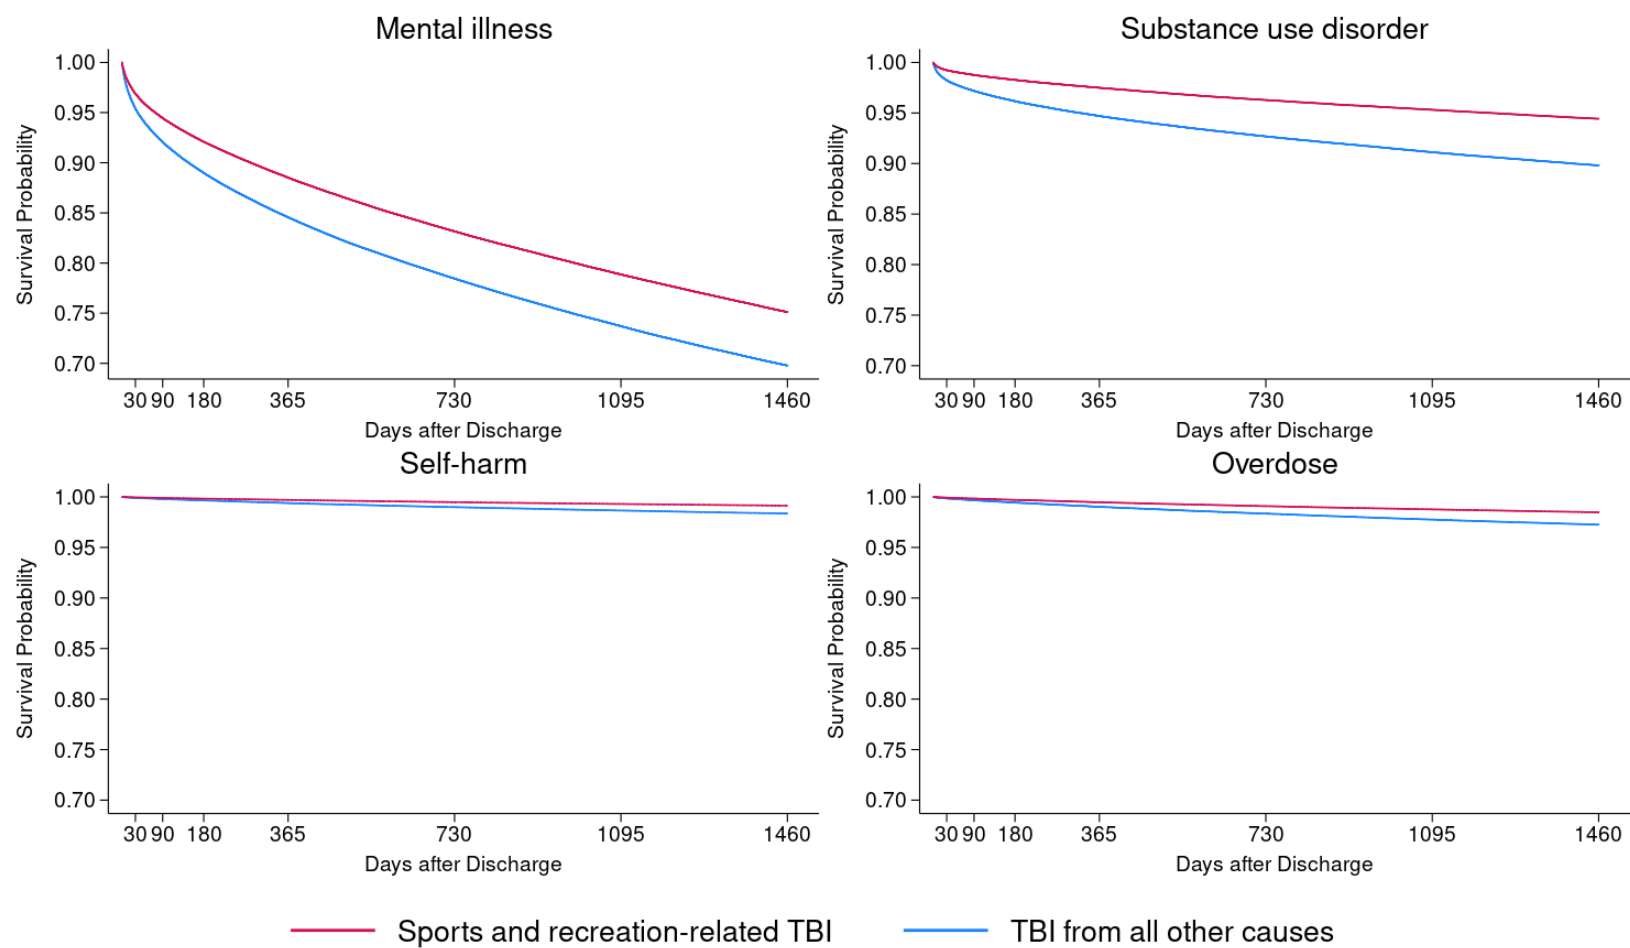 Mental illness
Survival Probability
1.00
0.95
0.90
0.85
0.80
0.75
0.70
30 90 180 365 730 1095 1460
Days after Discharge
Substance use disorder
Survival Probability
1.00
0.95
0.90
0.85
0.80
0.75
0.70
30 90 180 365 730 1095 1460
Days after Discharge
Self-harm
Survival Probability
1.00
0.95
0.90
0.85
0.80
0.75
0.70
30 90 180 365 730 1095 1460
Days after Discharge
Overdose
Survival Probability
1.00
0.95
0.90
0.85
0.80
0.75
0.70
30 90 180 365 730 1095 1460
Days after Discharge
Sports and recreation-related TBI
TBI from all other causes